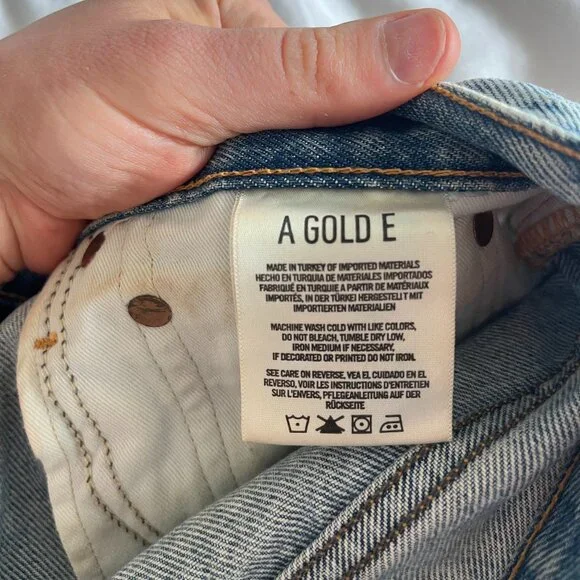 A GOLD E
MADE IN TURKEY OF IMPORTED MATERIALS
HECHO EN TURQUIA DE MATERIALES IMPORTADOS
FABRIQUÉ EN TURQUIE A PARTIR DE MATÉRIAUX
IMPORTÉS, IN DER TÜRKEI HERGESTELLT MIT
IMPORTIERTEN MATERIALIEN
MACHINE WASH COLD WITH LIKE COLORS,
DO NOT BLEACH, TUMBLE DRY LOW,
IRON MEDIUM IF NECESSARY,
IF DECORATED OR PRINTED DO NOT IRON.
SEE CARE ON REVERSE, VEA EL CUIDADO EN EL
REVERSO, VOIR LES INSTRUCTIONS D'ENTRETIEN
SUR L'ENVERS, PFLEGEANLEITUNG AUF DER
RÜCKSEITE